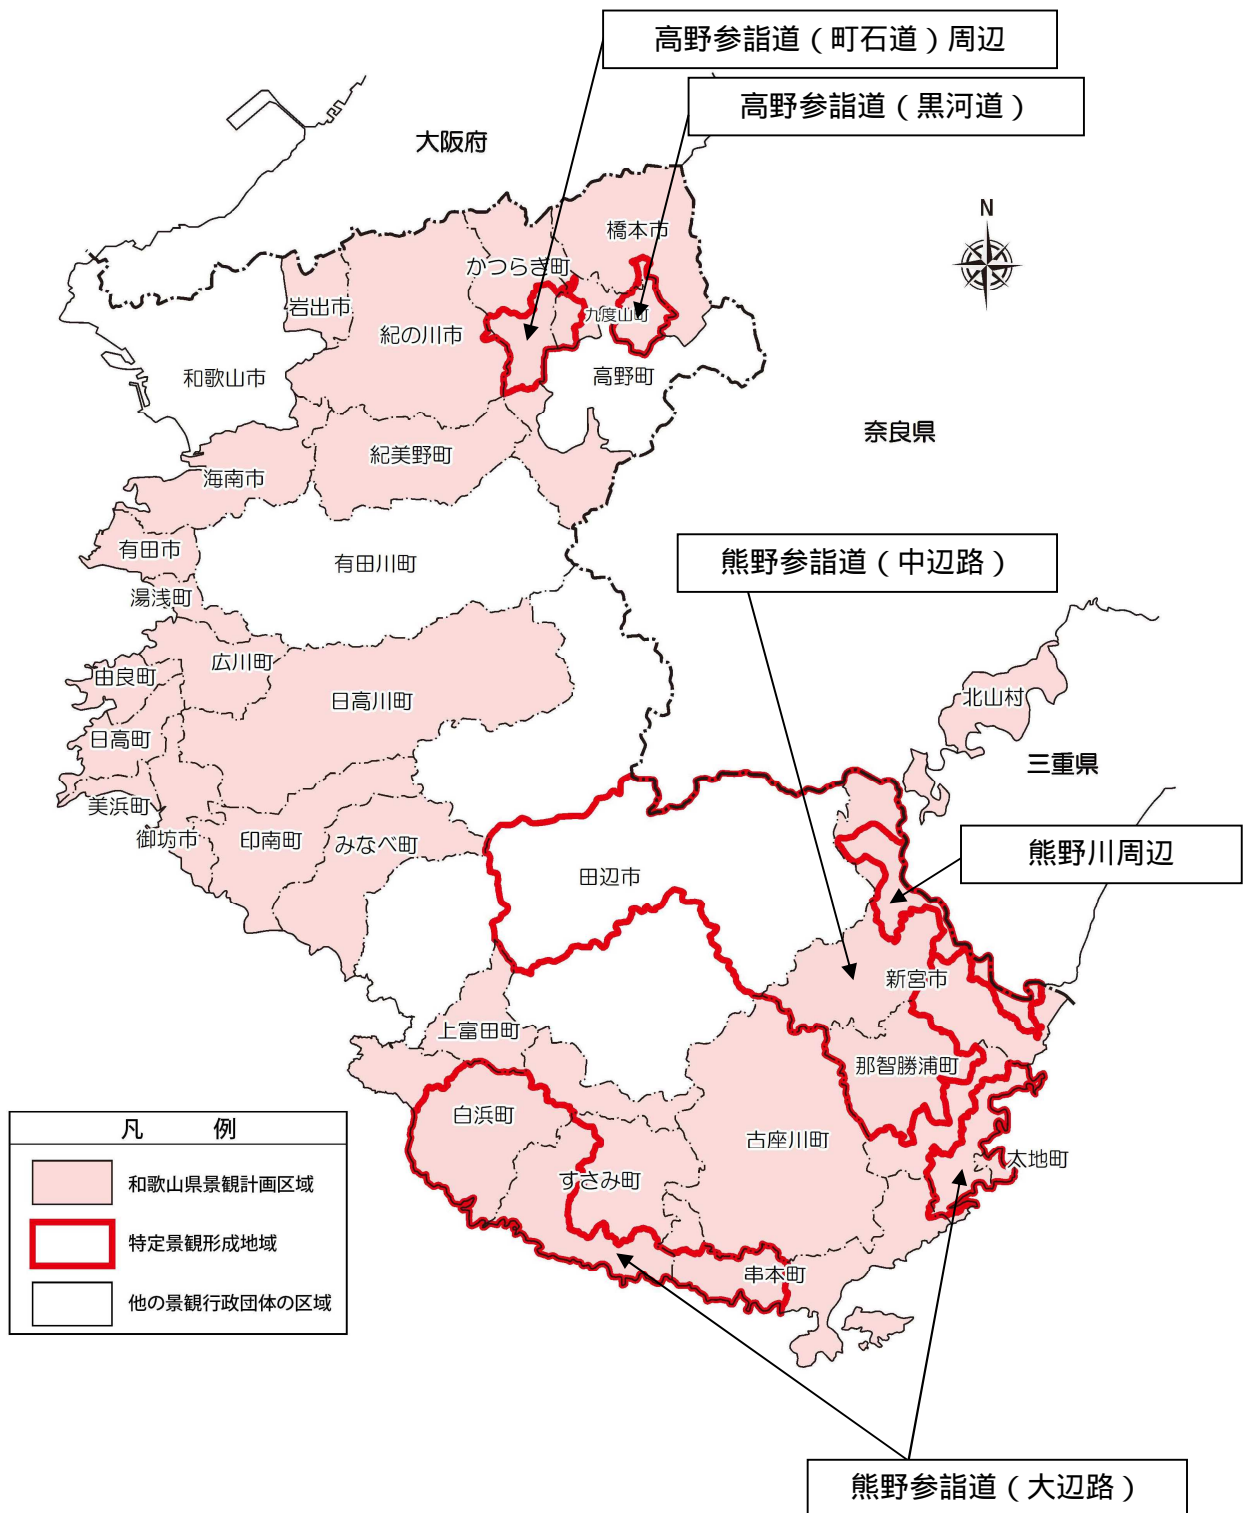 高野参詣道（町石道）周辺
高野参詣道（黒河道）
大阪府
N
橋本市
かつらぎ町
岩出市
九度山町
紀の川市
和歌山市
高野町
奈良県
紀美野町
海南市
有田市
有田川町
熊野参詣道（中辺路）
湯浅町
広川町
由良町
北山村
日高川町
日高町
三重県
美浜町
御坊市
印南町
みなべ町
熊野川周辺
田辺市
新宮市
上富田町
那智勝浦町
白浜町
古座川町
太地町
すさみ町
串本町
凡　例
和歌山県景観計画区域
特定景観形成地域
他の景観行政団体の区域
熊野参詣道（大辺路）